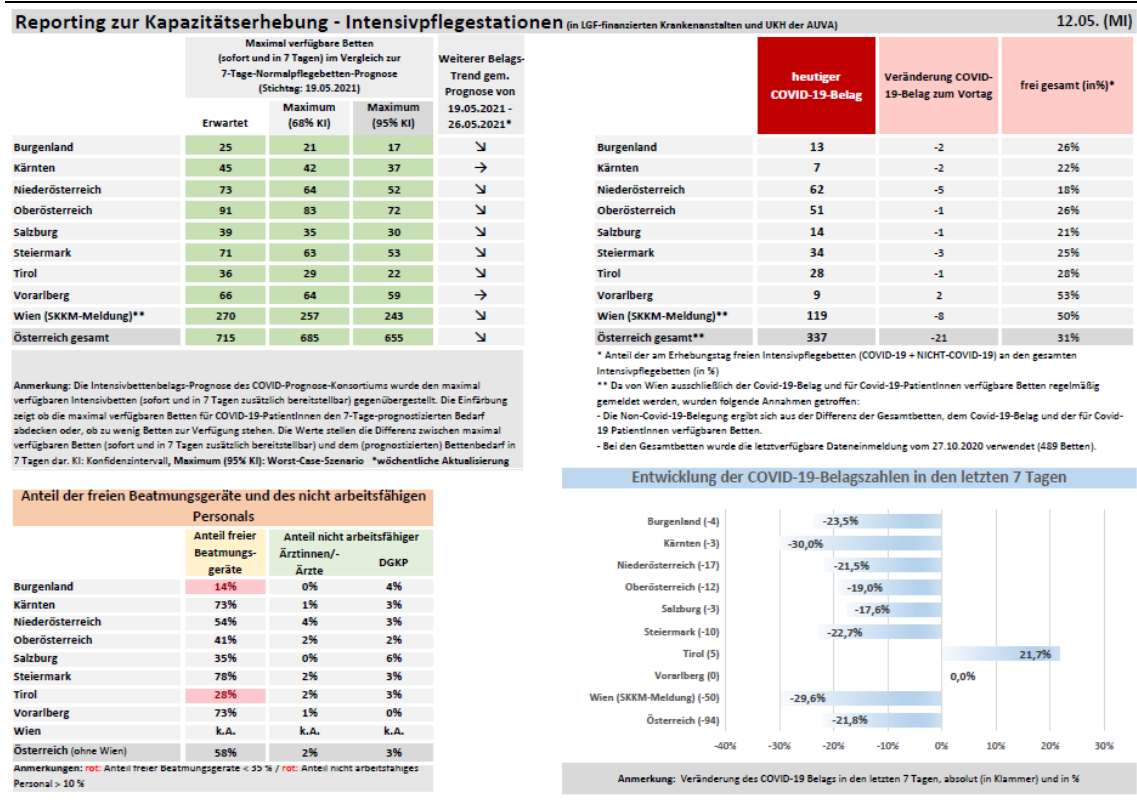 Reporting zur Kapazitätserhebung - Intensivpflegestationen (in LGF-finanzierten Krankenanstalten und UKH der AUVA) 12.05. (MI)
Maximal verfügbare Betten
(sofort und in 7 Tagen) im Vergleich zur
7-Tage-Normalpflegebetten-Prognose
(Stichtag: 19.05.2021)
Weiterer Belags-
Trend gem.
Prognose von
19.05.2021 -
26.05.2021*
Erwartet
Maximum
(68% KI)
Maximum
(95% KI)
Burgenland 25 21 17 ↘
Kärnten 45 42 37 →
Niederösterreich 73 64 52 ↘
Oberösterreich 91 83 72 ↘
Salzburg 39 35 30 ↘
Steiermark 71 63 53 ↘
Tirol 36 29 22 ↘
Vorarlberg 66 64 59 →
Wien (SKKM-Meldung)** 270 257 243 ↘
Österreich gesamt 715 685 655 ↘
Anmerkung: Die Intensivbettenbelags-Prognose des COVID-Prognose-Konsortiums wurde den maximal
verfügbaren Intensivbetten (sofort und in 7 Tagen zusätzlich bereitstellbar) gegenübergestellt. Die Einfärbung
zeigt ob die maximal verfügbaren Betten für COVID-19-PatientInnen den 7-Tage-prognostizierten Bedarf
abdecken oder, ob zu wenig Betten zur Verfügung stehen. Die Werte stellen die Differenz zwischen maximal
verfügbaren Betten (sofort und in 7 Tagen zusätzlich bereitstellbar) und dem (prognostizierten) Bettenbedarf in
7 Tagen dar. KI: Konfidenzintervall, Maximum (95% KI): Worst-Case-Szenario *wöchentliche Aktualisierung
heutiger
COVID-19-Belag
Veränderung COVID-
19-Belag zum Vortag
frei gesamt (in%)*
Burgenland 13 -2 26%
Kärnten 7 -2 22%
Niederösterreich 62 -5 18%
Oberösterreich 51 -1 26%
Salzburg 14 -1 21%
Steiermark 34 -3 25%
Tirol 28 -1 28%
Vorarlberg 9 2 53%
Wien (SKKM-Meldung)** 119 -8 50%
Österreich gesamt** 337 -21 31%
* Anteil der am Erhebungstag freien Intensivpflegebetten (COVID-19 + NICHT-COVID-19) an den gesamten
Intensivpflegebetten (in %)
** Da von Wien ausschließlich der Covid-19-Belag und für Covid-19-PatientInnen verfügbare Betten regelmäßig
gemeldet werden, wurden folgende Annahmen getroffen:
- Die Non-Covid-19-Belegung ergibt sich aus der Differenz der Gesamtbetten, dem Covid-19-Belag und der für Covid-
19 PatientInnen verfügbaren Betten.
- Bei den Gesamtbetten wurde die letztverfügbare Dateneinmeldung vom 27.10.2020 verwendet (489 Betten).
Anteil der freien Beatmungsgeräte und des nicht arbeitsfähigen
Personals
Anteil freier
Beatmungs-
geräte
Anteil nicht arbeitsfähiger
Ärztinnen/-
Ärzte
DGKP
Burgenland 14% 0% 4%
Kärnten 73% 1% 3%
Niederösterreich 54% 4% 3%
Oberösterreich 41% 2% 2%
Salzburg 35% 0% 6%
Steiermark 78% 2% 3%
Tirol 28% 2% 3%
Vorarlberg 73% 1% 0%
Wien k.A. k.A. k.A.
Österreich (ohne Wien) 58% 2% 3%
Anmerkungen: rot: Anteil freier Beatmungsgeräte < 35 % / rot: Anteil nicht arbeitsfähiges
Personal > 10 %
Entwicklung der COVID-19-Belagszahlen in den letzten 7 Tagen
Burgenland (-4) -23,5%
Kärnten (-3) -30,0%
Niederösterreich (-17) -21,5%
Oberösterreich (-12) -19,0%
Salzburg (-3) -17,6%
Steiermark (-10) -22,7%
Tirol (5) 21,7%
Vorarlberg (0) 0,0%
Wien (SKKM-Meldung) (-50) -29,6%
Österreich (-94) -21,8%
-40% -30% -20% -10% 0% 10% 20% 30%
Anmerkung: Veränderung des COVID-19 Belags in den letzten 7 Tagen, absolut (in Klammer) und in %